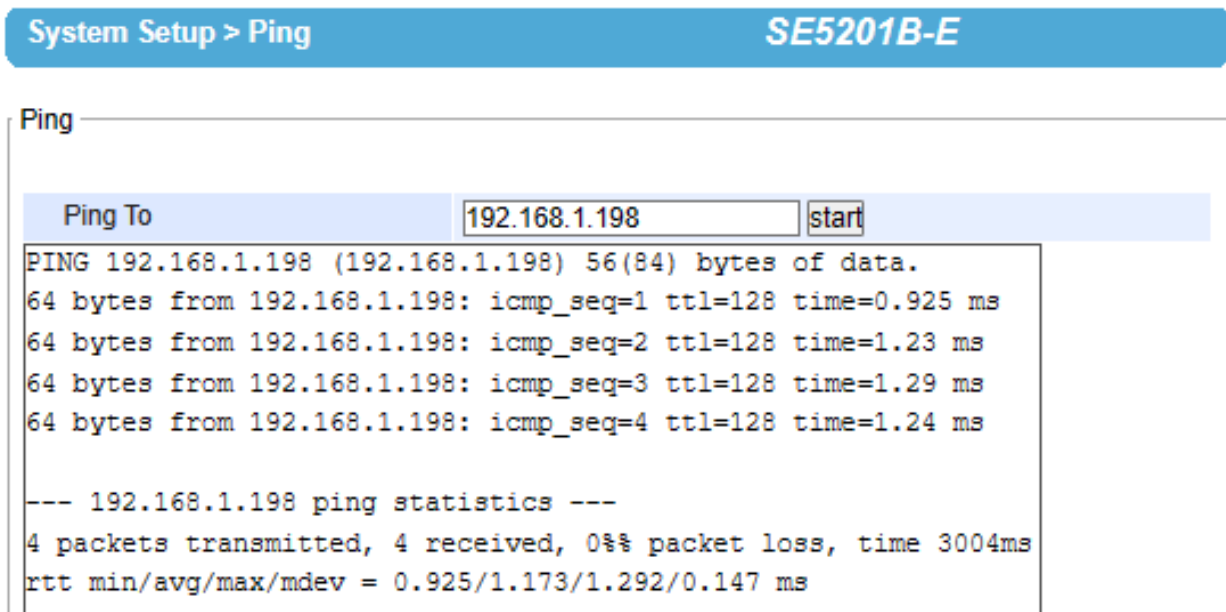 System Setup > Ping SE5201B-E
Ping
Ping To 192.168.1.198 start
PING 192.168.1.198 (192.168.1.198) 56(84) bytes of data.
64 bytes from 192.168.1.198: icmp_seq=1 ttl=128 time=0.925 ms
64 bytes from 192.168.1.198: icmp_seq=2 ttl=128 time=1.23 ms
64 bytes from 192.168.1.198: icmp_seq=3 ttl=128 time=1.29 ms
64 bytes from 192.168.1.198: icmp_seq=4 ttl=128 time=1.24 ms
--- 192.168.1.198 ping statistics ---
4 packets transmitted, 4 received, 0%% packet loss, time 3004ms
rtt min/avg/max/mdev = 0.925/1.173/1.292/0.147 ms